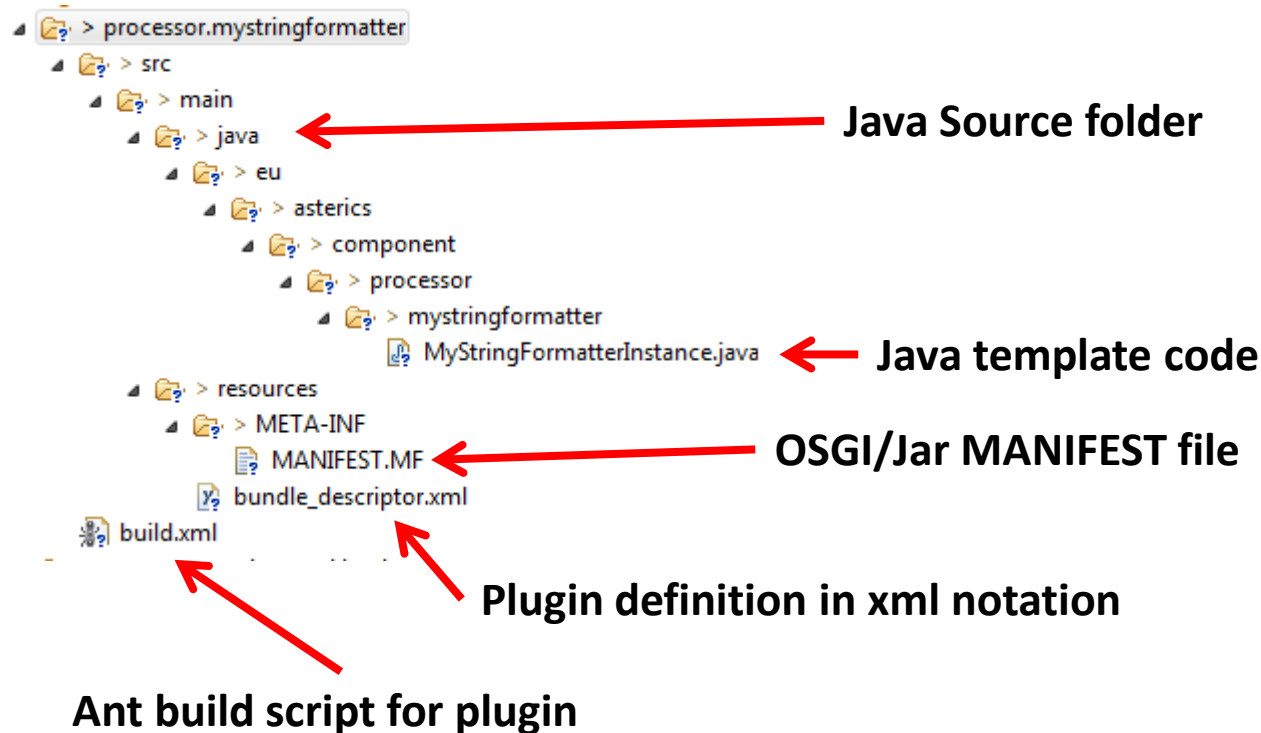 > processor.mystringformatter
> src
> main
> java
Java Source folder
> eu
> asterics
> component
> processor
> mystringformatter
MyStringFormatterInstance.java
Java template code
> resources
> META-INF
OSGI/Jar MANIFEST file
MANIFEST.MF
bundle_descriptor.xml
build.xml
Plugin definition in xml notation
Ant build script for plugin